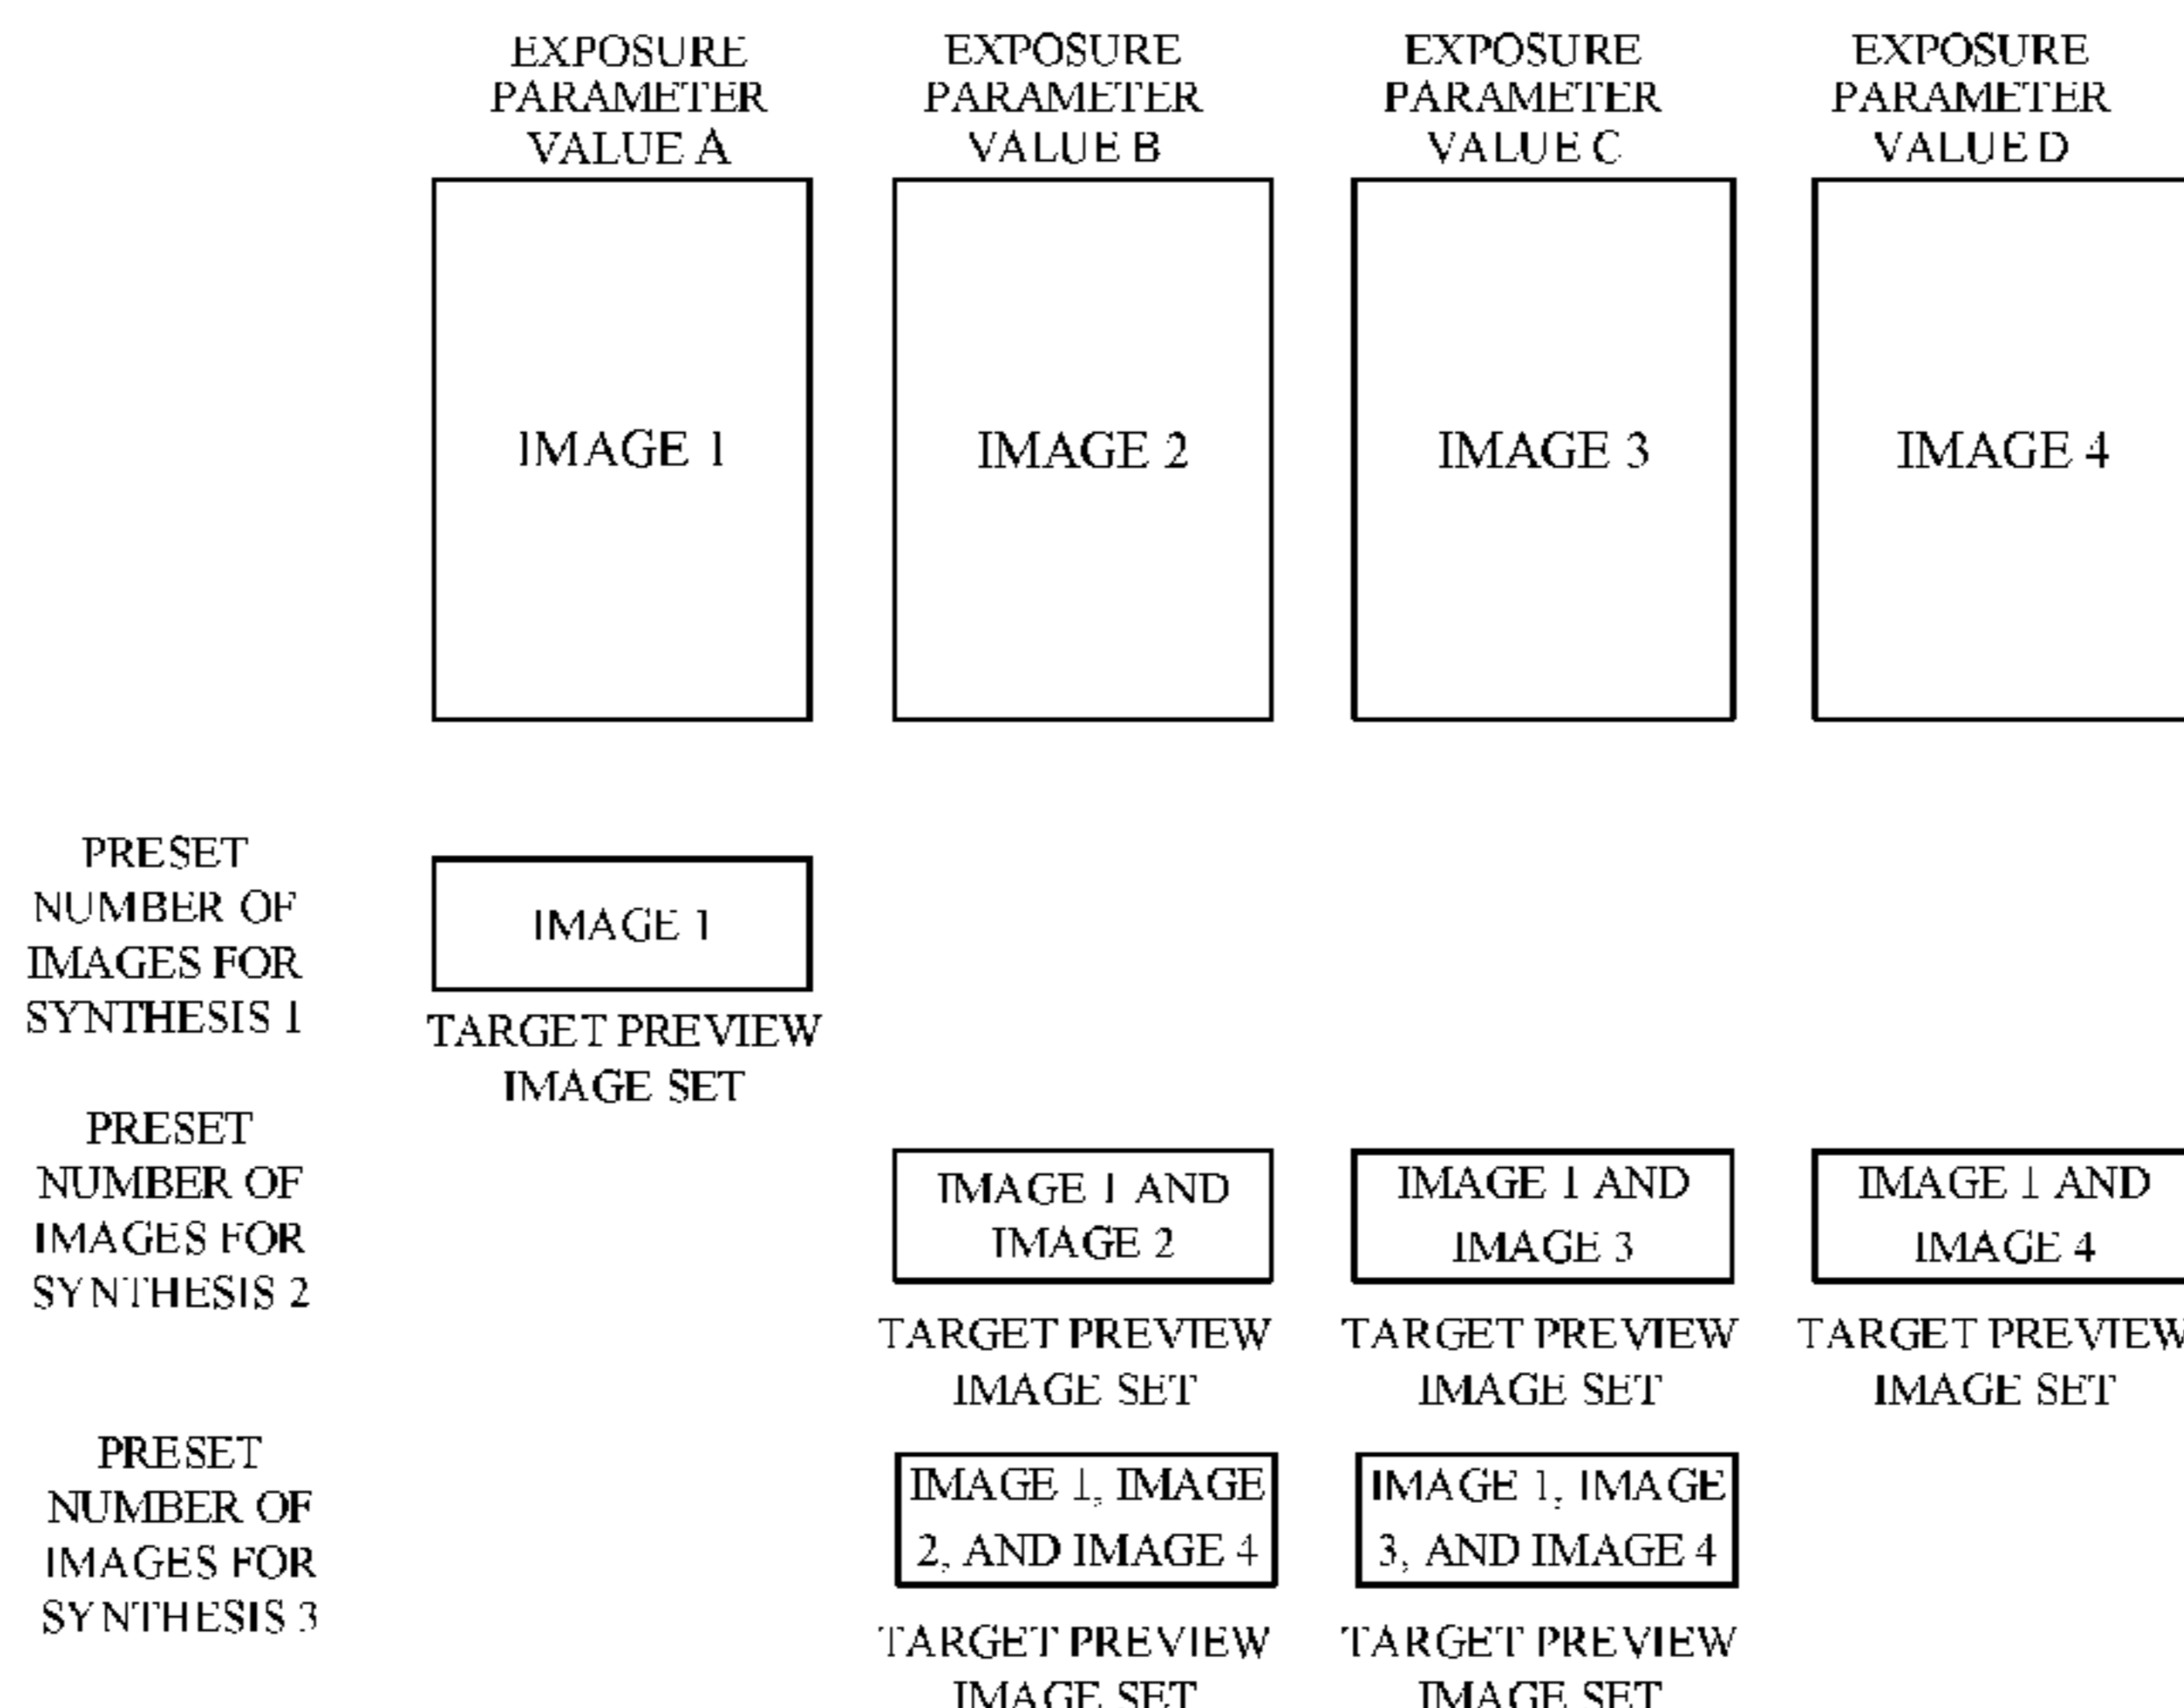 EXPOSURE
PARAMETER
VALUE A
EXPOSURE
PARAMETER
VALUE B
EXPOSURE
PARAMETER
VALUE C
EXPOSURE
PARAMETER
VALUE D
IMAGE 1
IMAGE 2
IMAGE 3
IMAGE 4
PRESET
NUMBER OF
IMAGES FOR
SYNTHESIS 1
IMAGE 1
TARGET PREVIEW
IMAGE SET
PRESET
NUMBER OF
IMAGES FOR
SYNTHESIS 2
IMAGE 1 AND
IMAGE 2
TARGET PREVIEW
IMAGE SET
IMAGE 1 AND
IMAGE 3
TARGET PREVIEW
IMAGE SET
IMAGE 1 AND
IMAGE 4
TARGET PREVIEW
IMAGE SET
PRESET
NUMBER OF
IMAGES FOR
SYNTHESIS 3
IMAGE 1, IMAGE
2, AND IMAGE 4
TARGET PREVIEW
IMAGE SET
IMAGE 1, IMAGE
3, AND IMAGE 4
TARGET PREVIEW
IMAGE SET